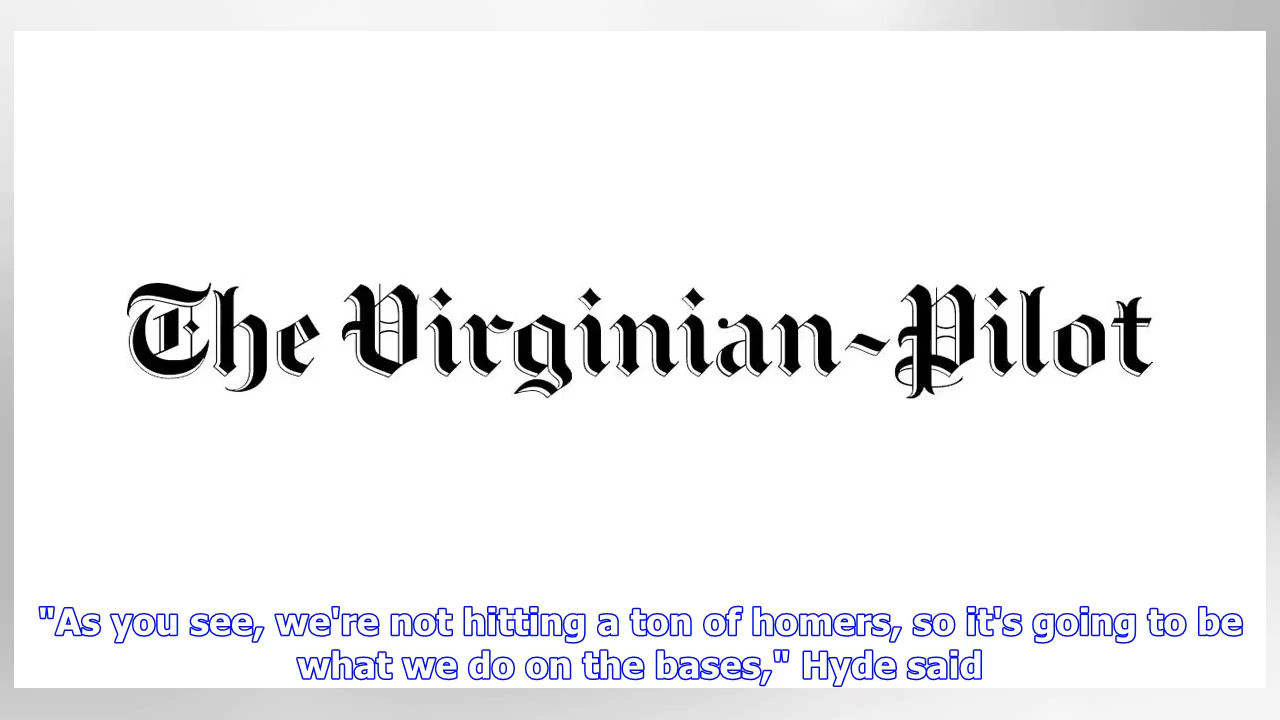 The Virginian-Pilot
"As you see, we're not hitting a ton of homers, so it's going to be
what we do on the bases," Hyde said